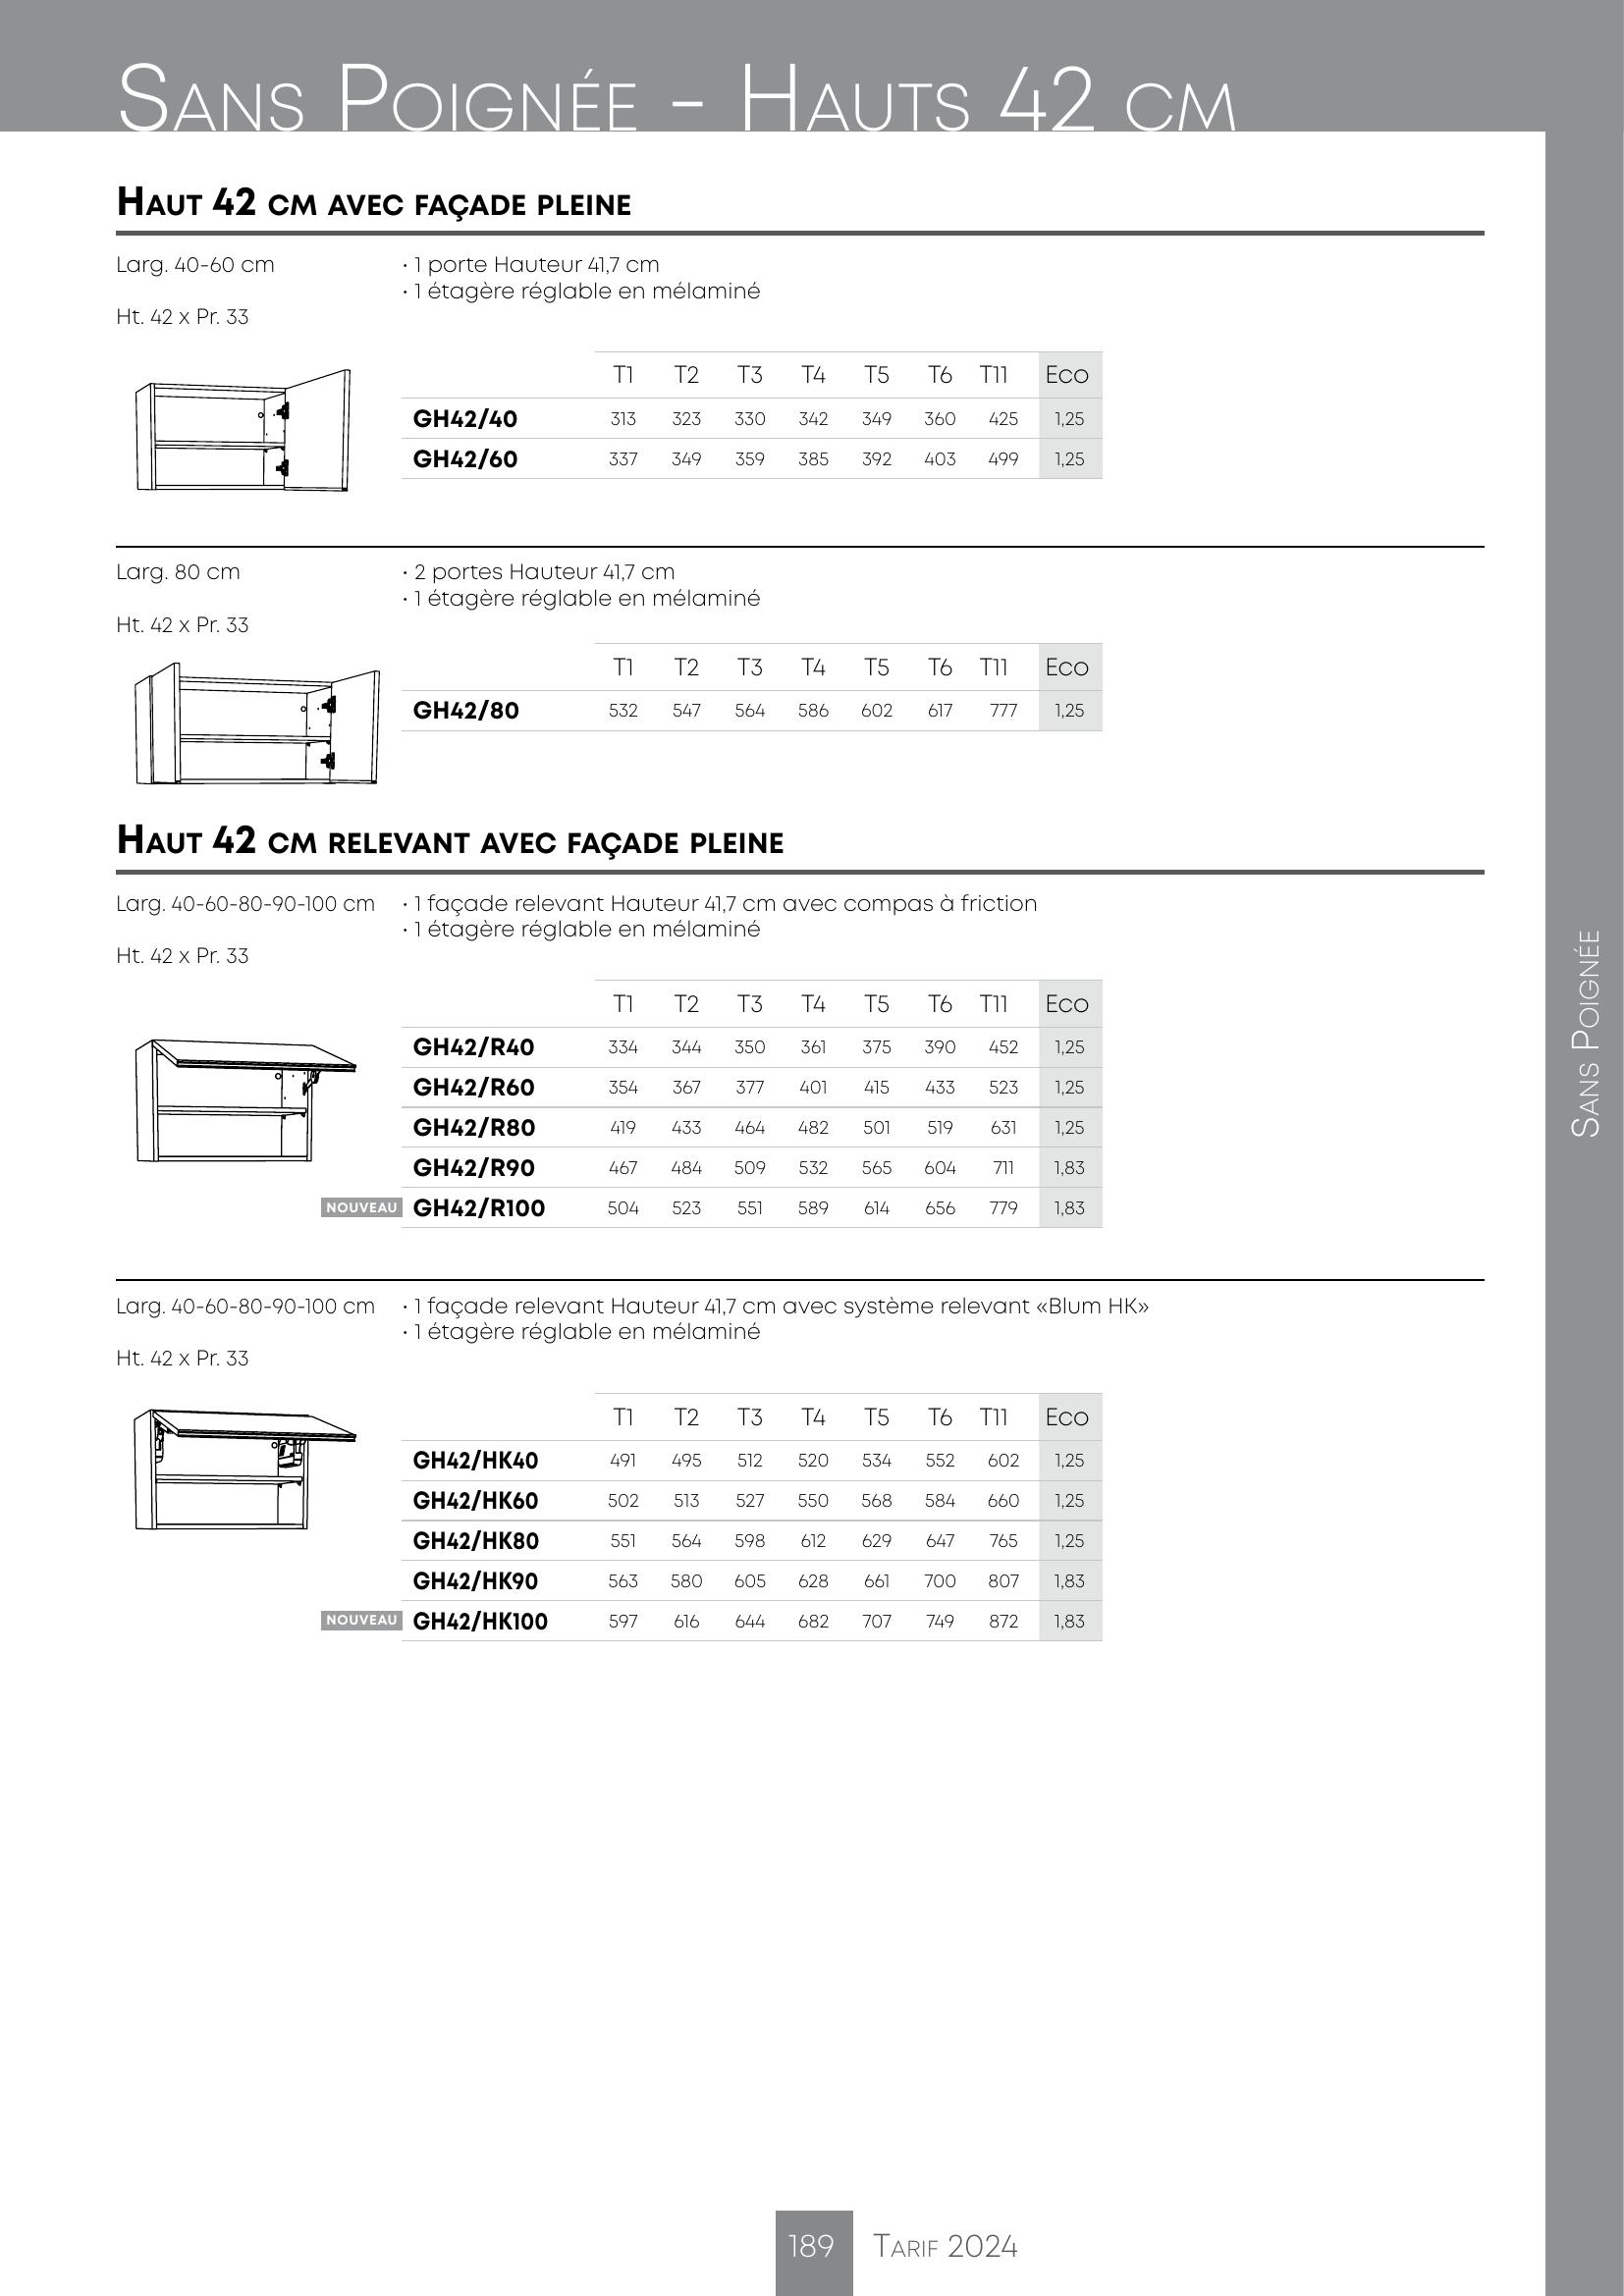 Sans Poignée - Hauts 42 cm
Haut 42 cm avec façade pleine
Larg. 40-60 cm
· 1 porte Hauteur 41,7 cm
· 1 étagère réglable en mélaminé
Ht. 42 x Pr. 33
T1 T2 T3 T4 T5 T6 T11 Eco
GH42/40 313 323 330 342 349 360 425 1,25
GH42/60 337 349 359 385 392 403 499 1,25
Larg. 80 cm
· 2 portes Hauteur 41,7 cm
· 1 étagère réglable en mélaminé
Ht. 42 x Pr. 33
T1 T2 T3 T4 T5 T6 T11 Eco
GH42/80 532 547 564 586 602 617 777 1,25
Haut 42 cm relevant avec façade pleine
Larg. 40-60-80-90-100 cm
· 1 façade relevant Hauteur 41,7 cm avec compas à friction
· 1 étagère réglable en mélaminé
Ht. 42 x Pr. 33
T1 T2 T3 T4 T5 T6 T11 Eco
GH42/R40 334 344 350 361 375 390 452 1,25
GH42/R60 354 367 377 401 415 433 523 1,25
GH42/R80 419 433 464 482 501 519 631 1,25
GH42/R90 467 484 509 532 565 604 711 1,83
NOUVEAU GH42/R100 504 523 551 589 614 656 779 1,83
Larg. 40-60-80-90-100 cm
· 1 façade relevant Hauteur 41,7 cm avec système relevant «Blum HK»
· 1 étagère réglable en mélaminé
Ht. 42 x Pr. 33
T1 T2 T3 T4 T5 T6 T11 Eco
GH42/HK40 491 495 512 520 534 552 602 1,25
GH42/HK60 502 513 527 550 568 584 660 1,25
GH42/HK80 551 564 598 612 629 647 765 1,25
GH42/HK90 563 580 605 628 661 700 807 1,83
NOUVEAU GH42/HK100 597 616 644 682 707 749 872 1,83
Sans Poignée
189 Tarif 2024